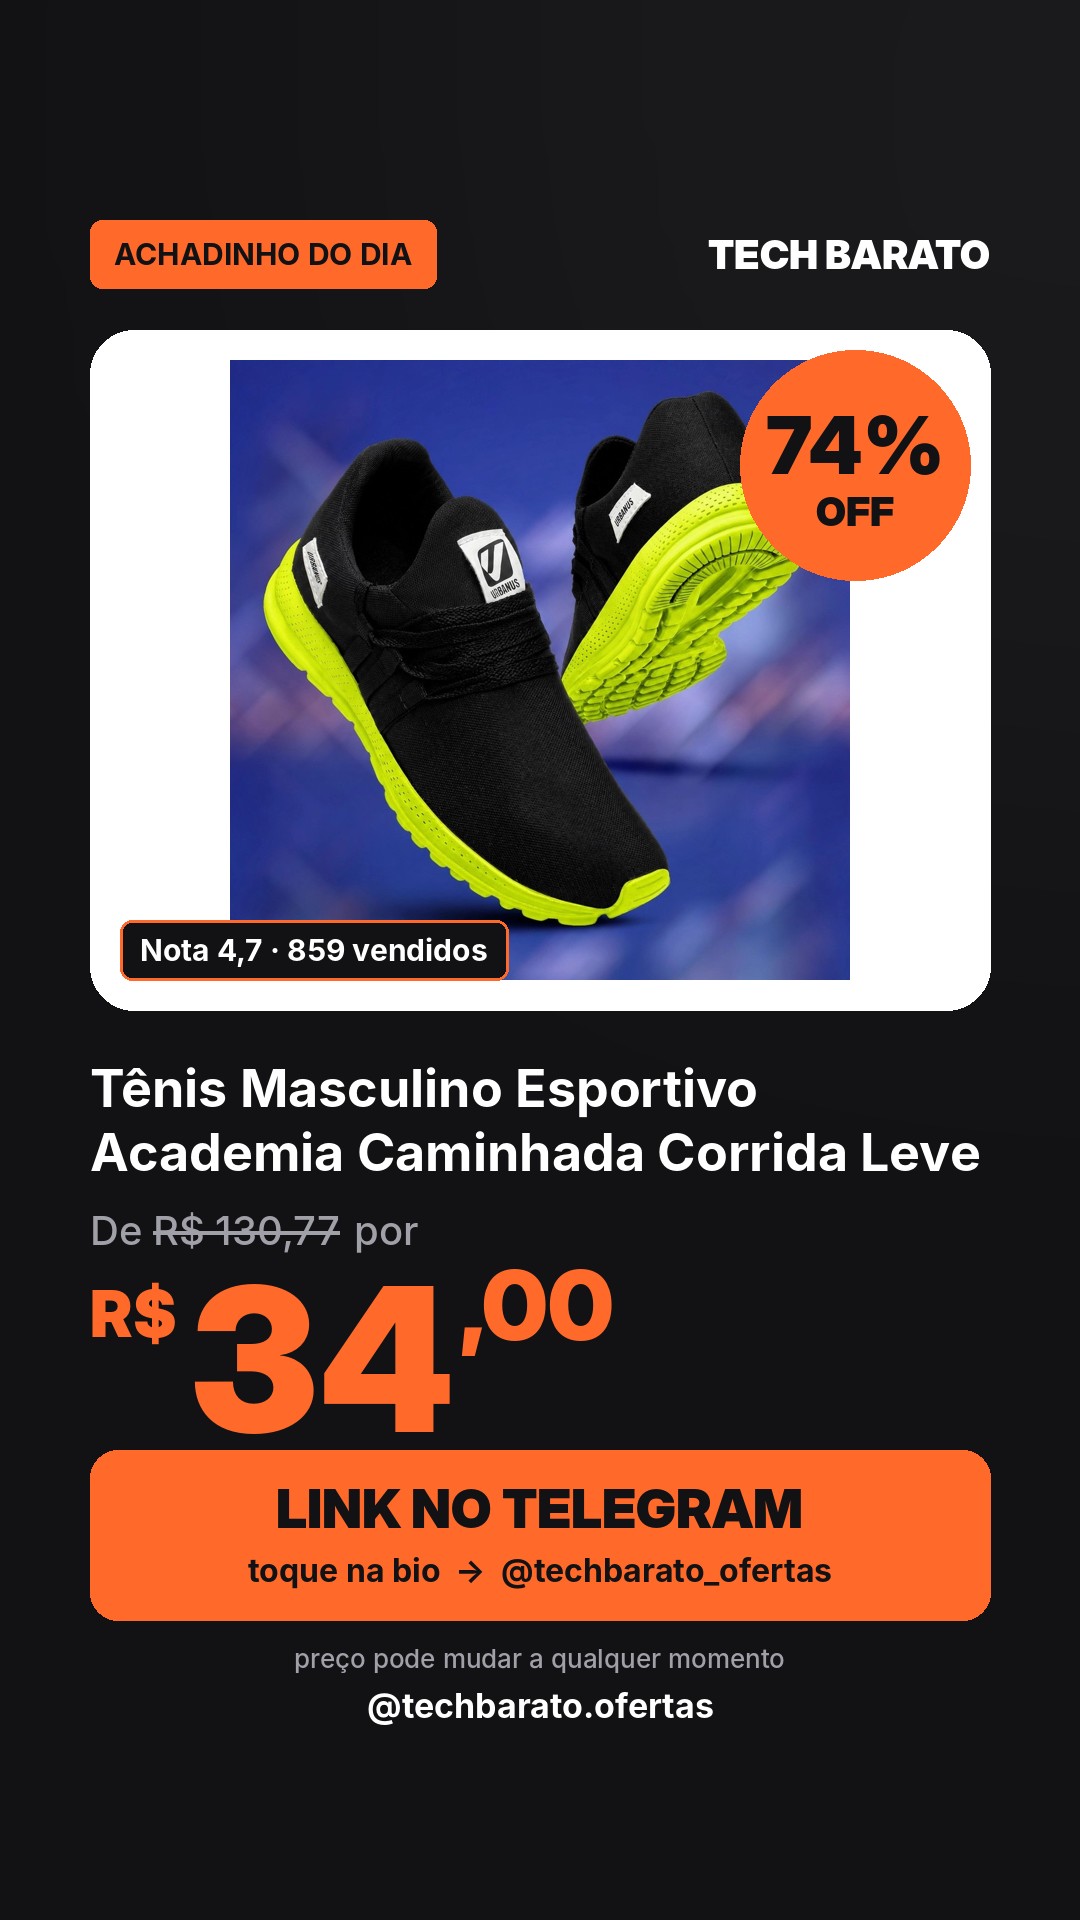 ACHADINHO DO DIA
TECH BARATO
74%
OFF
URBANUS
URBANUS
URBANUS
Nota 4,7 · 859 vendidos
Tênis Masculino Esportivo
Academia Caminhada Corrida Leve
De R$ 130,77 por
R$ 34,00
LINK NO TELEGRAM
toque na bio → @techbarato_ofertas
preço pode mudar a qualquer momento
@techbarato.ofertas